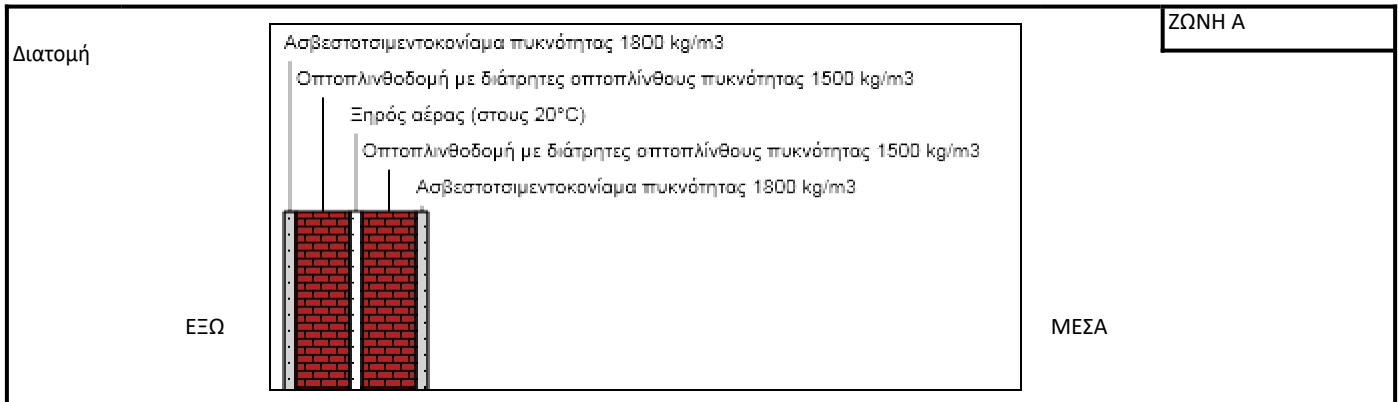 ΖΩΝΗ Α
Διατομή
Ασβεστοτσιμεντοκονίαμα πυκνότητας 1800 kg/m3
Οπτοπλινθοδομή με διάτρητες οπτοπλίνθους πυκνότητας 1500 kg/m3
Ξηρός αέρας (στους 20°C)
Οπτοπλινθοδομή με διάτρητες οπτοπλίνθους πυκνότητας 1500 kg/m3
Ασβεστοτσιμεντοκονίαμα πυκνότητας 1800 kg/m3
ΕΞΩ
ΜΕΣΑ